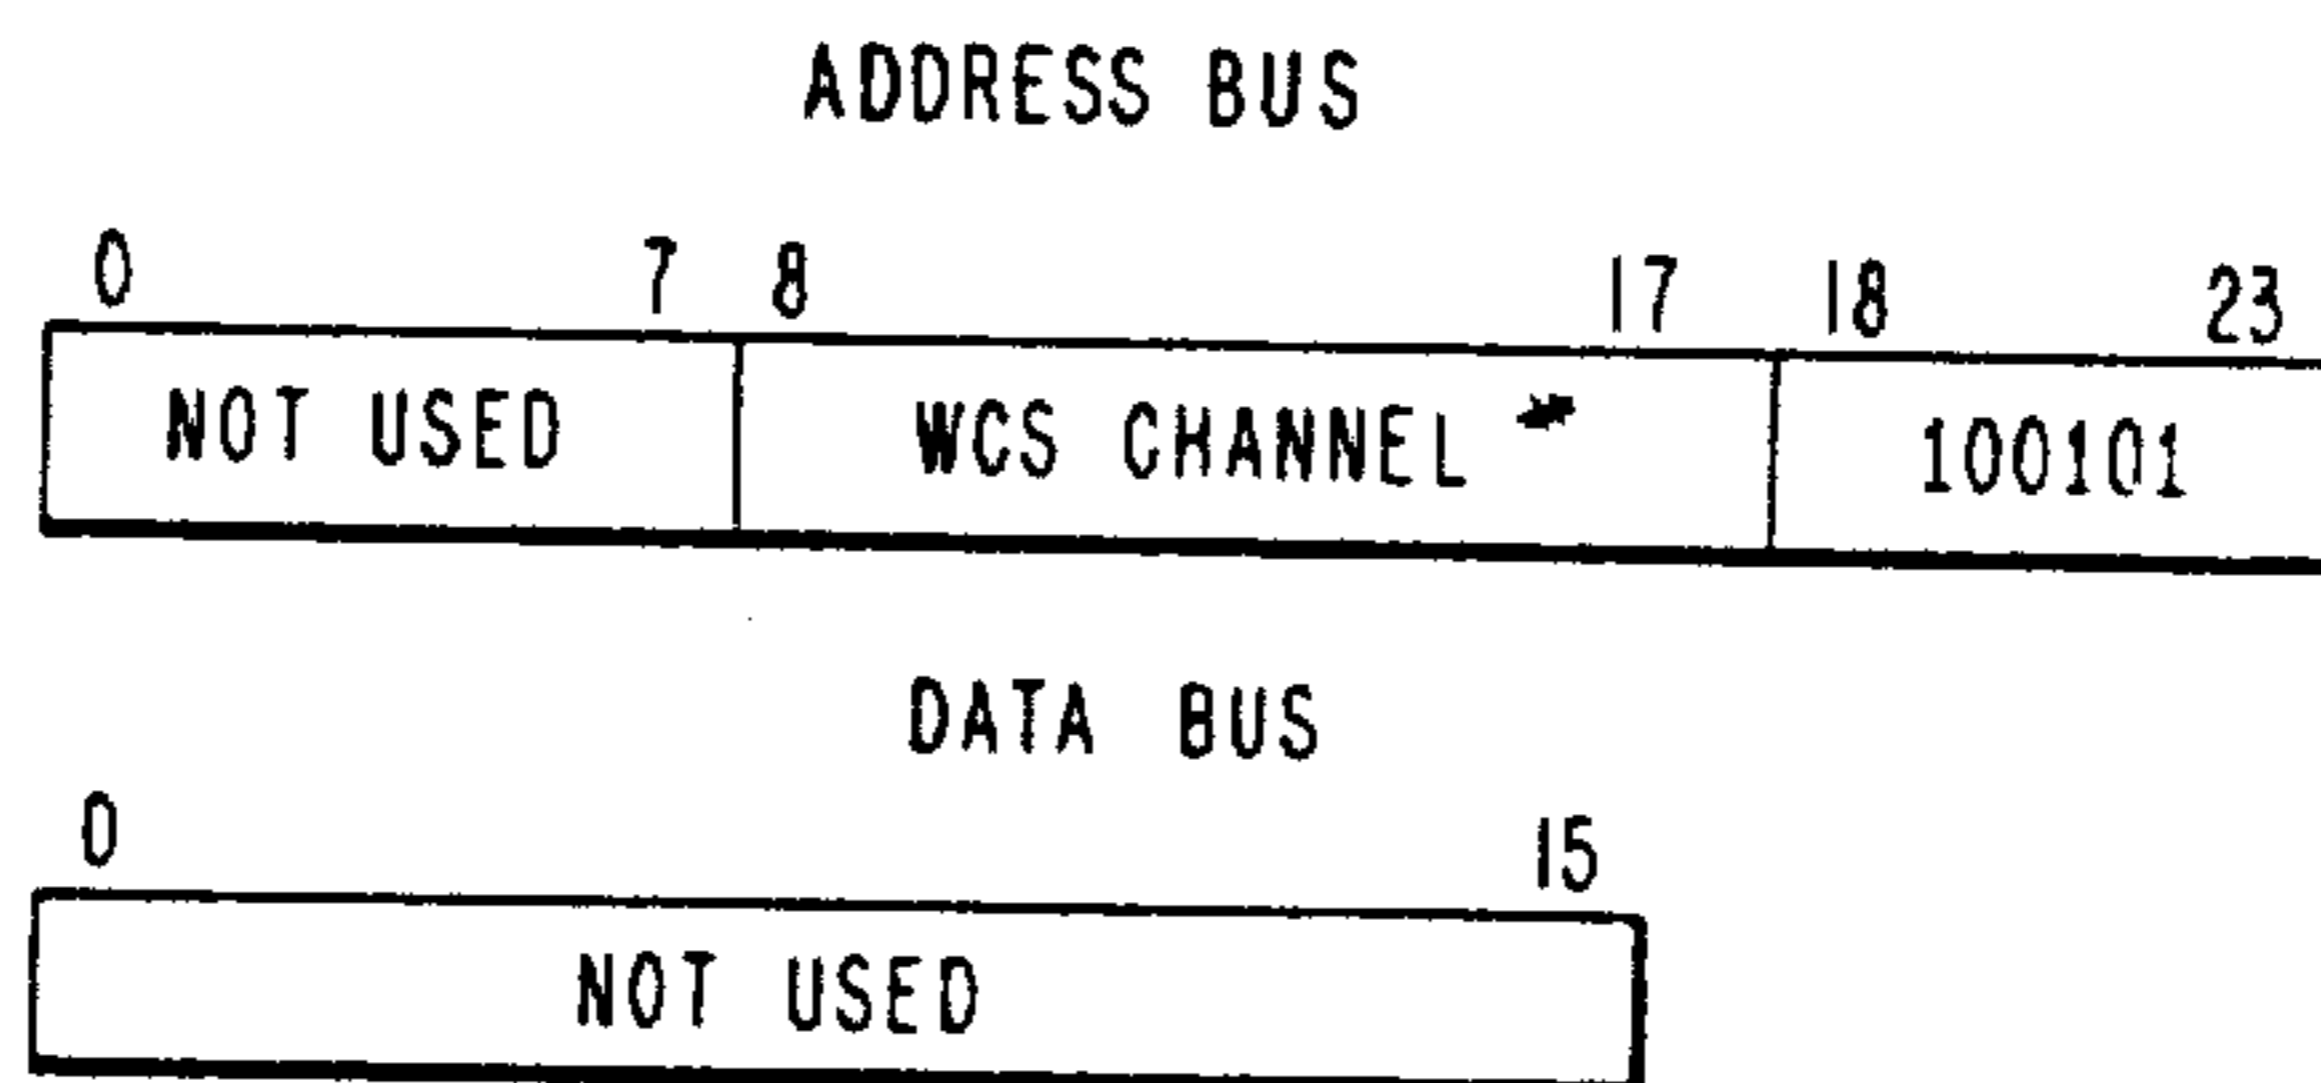 ADDRESS BUS
0 7 8 17 18 23
NOT USED WCS CHANNEL * 100101
DATA BUS
0 15
NOT USED